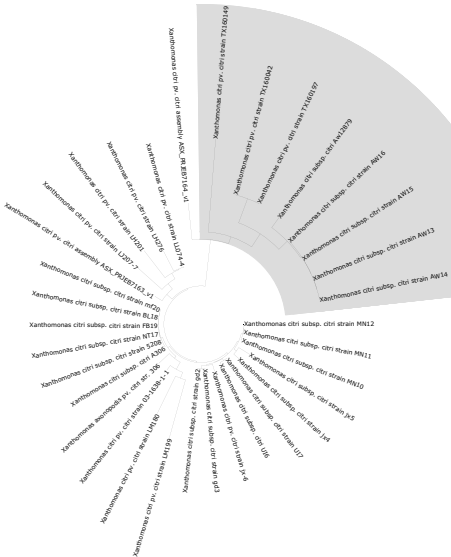 Xanthomonas citri pv. citri strain TX160149
Xanthomonas citri pv. citri strain TX160042
Xanthomonas citri pv. citri strain TX160197
Xanthomonas citri subsp. citri Aw12879
Xanthomonas citri subsp. citri strain AW16
Xanthomonas citri subsp. citri strain AW15
Xanthomonas citri subsp. citri strain AW13
Xanthomonas citri subsp. citri strain AW14
Xanthomonas citri subsp. citri strain MN12
Xanthomonas citri subsp. citri strain MN11
Xanthomonas citri subsp. citri strain MN10
Xanthomonas citri subsp. citri strain jx5
Xanthomonas citri subsp. citri strain jx4
Xanthomonas citri subsp. citri strain UI7
Xanthomonas citri subsp. citri UI6
Xanthomonas citri pv. citri strain jx-6
Xanthomonas citri subsp. citri strain gd3
Xanthomonas citri subsp. citri strain gd2
Xanthomonas citri pv. citri strain LM199
Xanthomonas citri pv. citri strain LM180
Xanthomonas citri pv. citri strain 03-1638-1-1
Xanthomonas axonopodis pv. citri str. 306
Xanthomonas citri subsp. citri A306
Xanthomonas citri subsp. citri strain 5208
Xanthomonas citri subsp. citri strain NT17
Xanthomonas citri subsp. citri strain FB19
Xanthomonas citri subsp. citri strain BL18
Xanthomonas citri subsp. citri strain mf20
Xanthomonas citri pv. citri assembly ASX_PRJEB7163_v1
Xanthomonas citri pv. citri strain LJ207-7
Xanthomonas citri pv. citri strain LH201
Xanthomonas citri pv. citri strain LH276
Xanthomonas citri pv. citri strain LL074-4
Xanthomonas citri pv. citri assembly ASX_PRJEB7164_v1